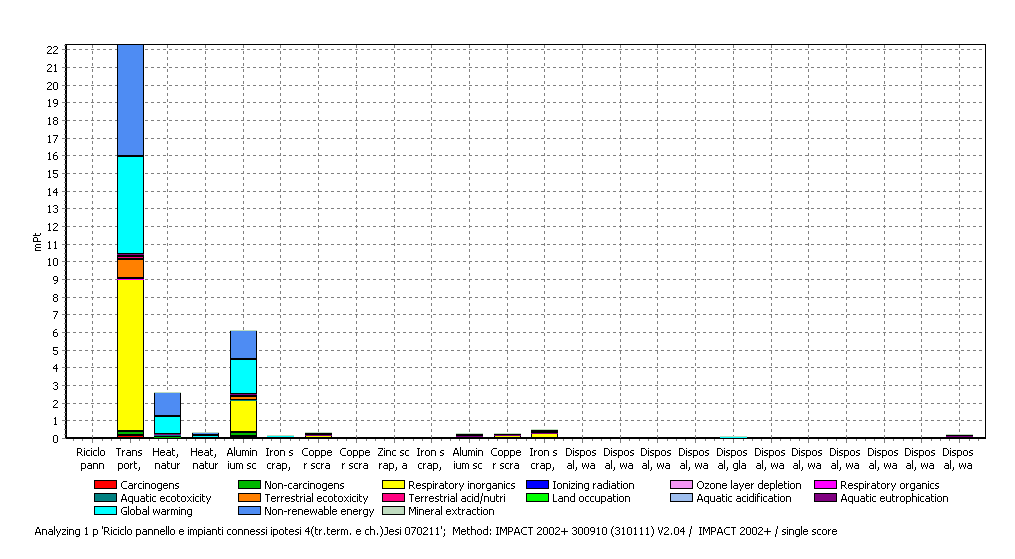 mPt
22
21
20
19
18
17
16
15
14
13
12
11
10
9
8
7
6
5
4
3
2
1
0
Riciclo pann
Trans port,
Heat, natur
Heat, natur
Alumin ium sc
Iron s crap,
Coppe r scra
Coppe r scra
Zinc sc rap, a
Iron s crap,
Alumin ium sc
Coppe r scra
Iron s crap,
Dispos al, wa
Dispos al, wa
Dispos al, wa
Dispos al, wa
Dispos al, gla
Dispos al, wa
Dispos al, wa
Dispos al, wa
Dispos al, wa
Dispos al, wa
Dispos al, wa
Carcinogens
Non-carcinogens
Respiratory inorganics
Ionizing radiation
Ozone layer depletion
Respiratory organics
Aquatic ecotoxicity
Terrestrial ecotoxicity
Terrestrial acid/nutri
Land occupation
Aquatic acidification
Aquatic eutrophication
Global warming
Non-renewable energy
Mineral extraction
Analyzing 1 p 'Riciclo pannello e impianti connessi ipotesi 4(tr.term. e ch.)Jesi 070211'; Method: IMPACT 2002+ 300910 (310111) V2.04 / IMPACT 2002+ / single score